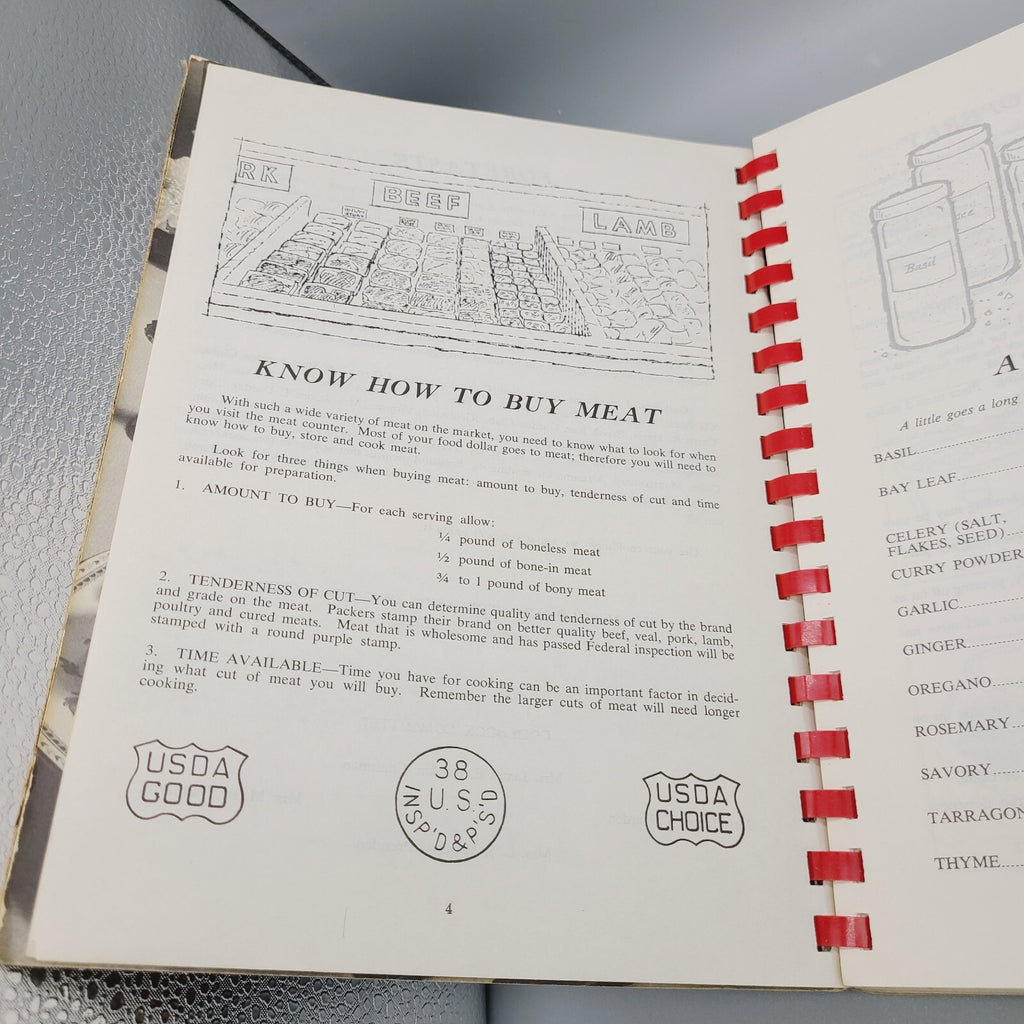 RK
BEEF
LAMB
KNOW HOW TO BUY MEAT
With such a wide variety of meat on the market, you need to know what to look for when
you visit the meat counter. Most of your food dollar goes to meat; therefore you will need to
know how to buy, store and cook meat.
Look for three things when buying meat: amount to buy, tenderness of cut and time
available for preparation.
1. AMOUNT TO BUY—For each serving allow:
¼ pound of boneless meat
½ pound of bone-in meat
¾ to 1 pound of bony meat
2. TENDERNESS OF CUT—You can determine quality and tenderness of cut by the brand
and grade on the meat. Packers stamp their brand on better quality beef, veal, pork, lamb,
poultry and cured meats. Meat that is wholesome and has passed Federal inspection will be
stamped with a round purple stamp.
3. TIME AVAILABLE—Time you have for cooking can be an important factor in decid-
ing what cut of meat you will buy. Remember the larger cuts of meat will need longer
cooking.
USDA
GOOD
38
U.S.
INSP'D & P'S'D
USDA
CHOICE
4
Basil
A
A little goes a long
BASIL
BAY LEAF
CELERY (SALT,
FLAKES, SEED)
CURRY POWDER
GARLIC
GINGER
OREGANO
ROSEMARY
SAVORY
TARRAGON
THYME